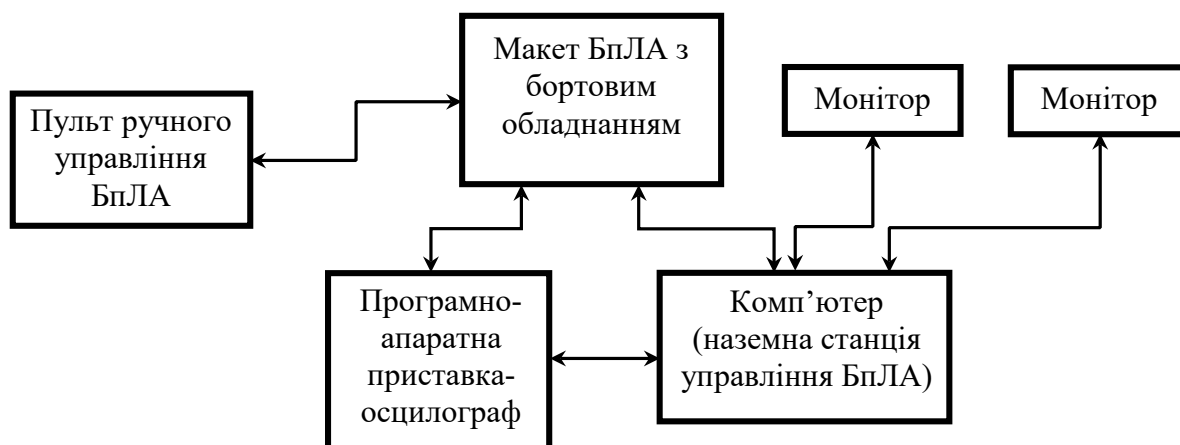 Макет БпЛА з
бортовим
обладнанням
Монітор
Монітор
Пульт ручного
управління
БпЛА
Програмно-
апаратна
приставка-
осцилограф
Комп’ютер
(наземна станція
управління БпЛА)